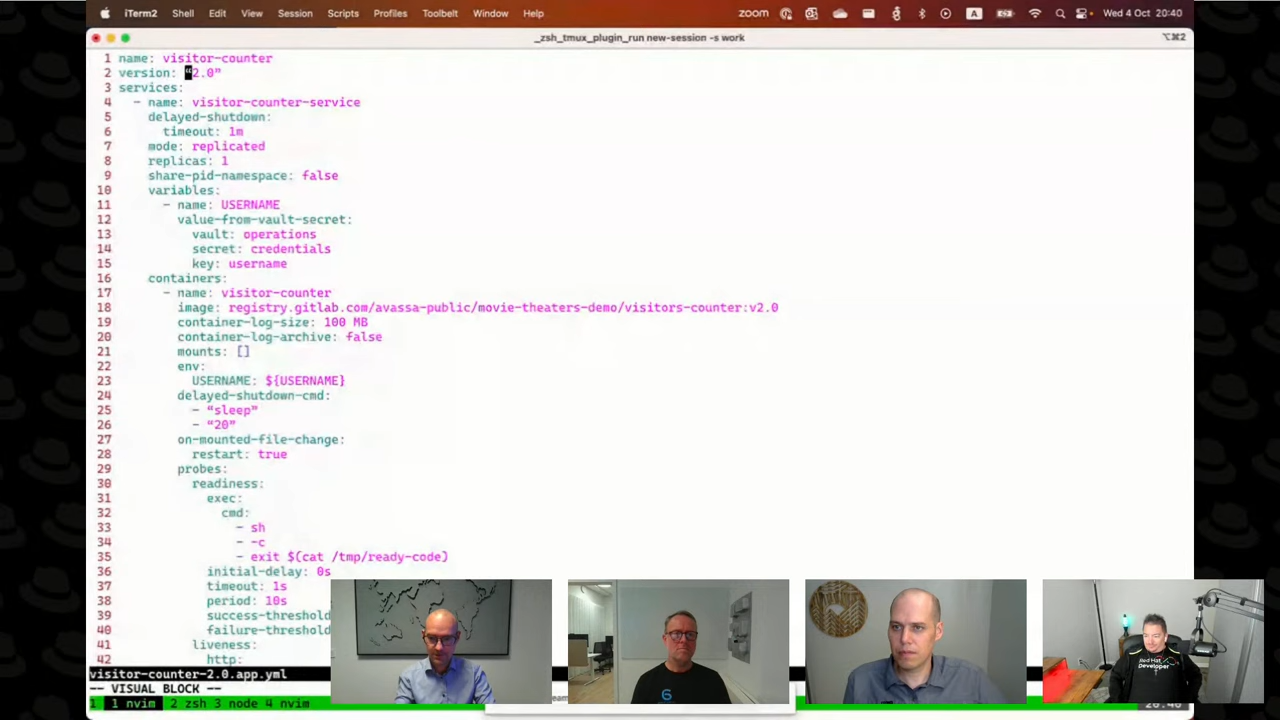 iTerm2 Shell Edit View Session Scripts Profiles Toolbelt Window Help zoom A Wed 4 Oct 20:40
_zsh_tmux_plugin_run new-session -s work ⌥⌘2
1 name: visitor-counter
2 version: "2.0"
3 services:
4 - name: visitor-counter-service
5 delayed-shutdown:
6 timeout: 1m
7 mode: replicated
8 replicas: 1
9 share-pid-namespace: false
10 variables:
11 - name: USERNAME
12 value-from-vault-secret:
13 vault: operations
14 secret: credentials
15 key: username
16 containers:
17 - name: visitor-counter
18 image: registry.gitlab.com/avassa-public/movie-theaters-demo/visitors-counter:v2.0
19 container-log-size: 100 MB
20 container-log-archive: false
21 mounts: []
22 env:
23 USERNAME: ${USERNAME}
24 delayed-shutdown-cmd:
25 - "sleep"
26 - "20"
27 on-mounted-file-change:
28 restart: true
29 probes:
30 readiness:
31 exec:
32 cmd:
33 - sh
34 - -c
35 - exit $(cat /tmp/ready-code)
36 initial-delay: 0s
37 timeout: 1s
38 period: 10s
39 success-threshold
40 failure-threshold
41 liveness:
42 http:
visitor-counter-2.0.app.yml
-- VISUAL BLOCK --
1 1 nvim 2 zsh 3 node 4 nvim
6
Red Hat
Developer